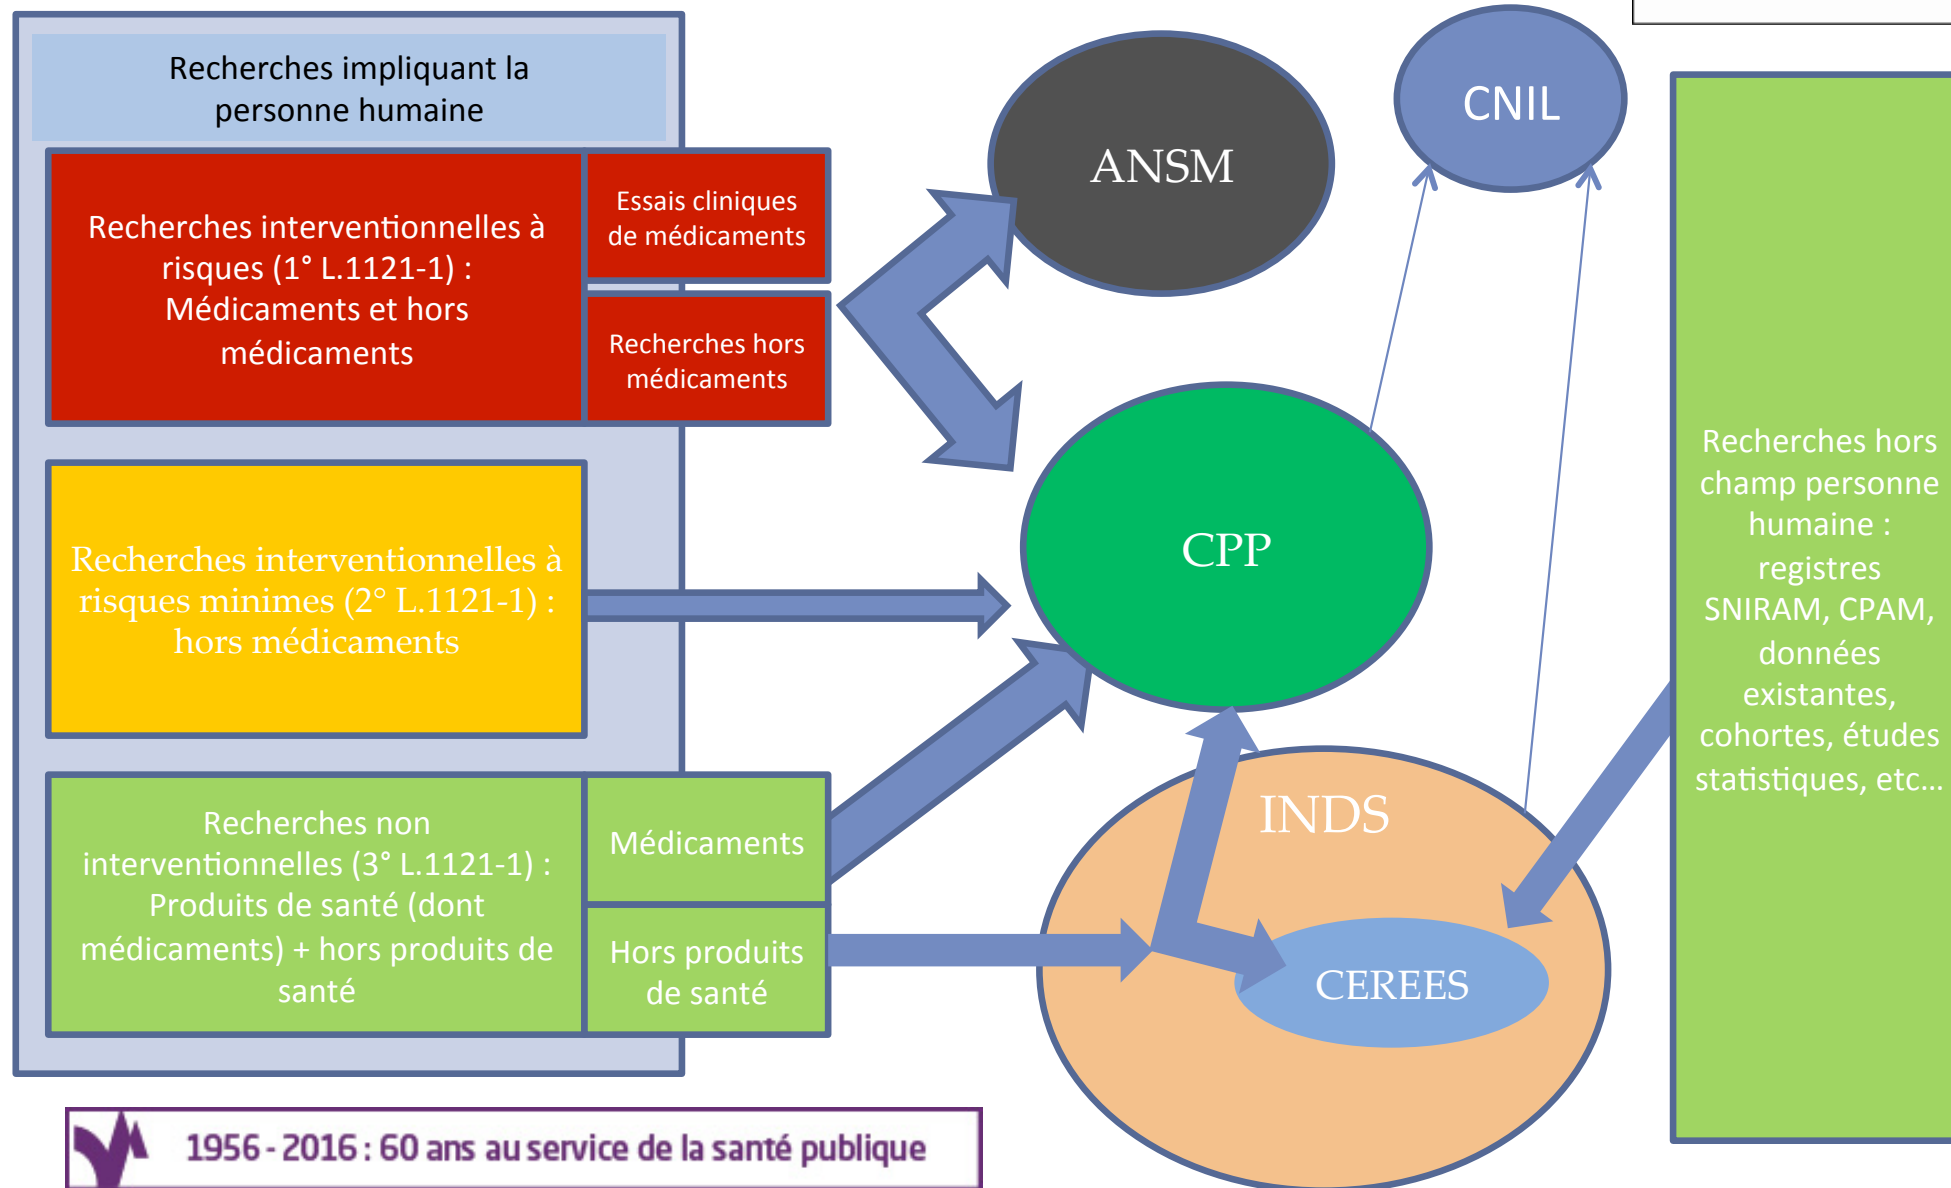 Recherches impliquant la
personne humaine
Recherches interventionnelles à
risques (1° L.1121-1) :
Médicaments et hors
médicaments
Essais cliniques
de médicaments
Recherches hors
médicaments
Recherches interventionnelles à
risques minimes (2° L.1121-1) :
hors médicaments
Recherches non
interventionnelles (3° L.1121-1) :
Produits de santé (dont
médicaments) + hors produits de
santé
Médicaments
Hors produits
de santé
ANSM
CNIL
CPP
INDS
CEREES
Recherches hors
champ personne
humaine :
registres
SNIRAM, CPAM,
données
existantes,
cohortes, études
statistiques, etc...
1956 - 2016 : 60 ans au service de la santé publique